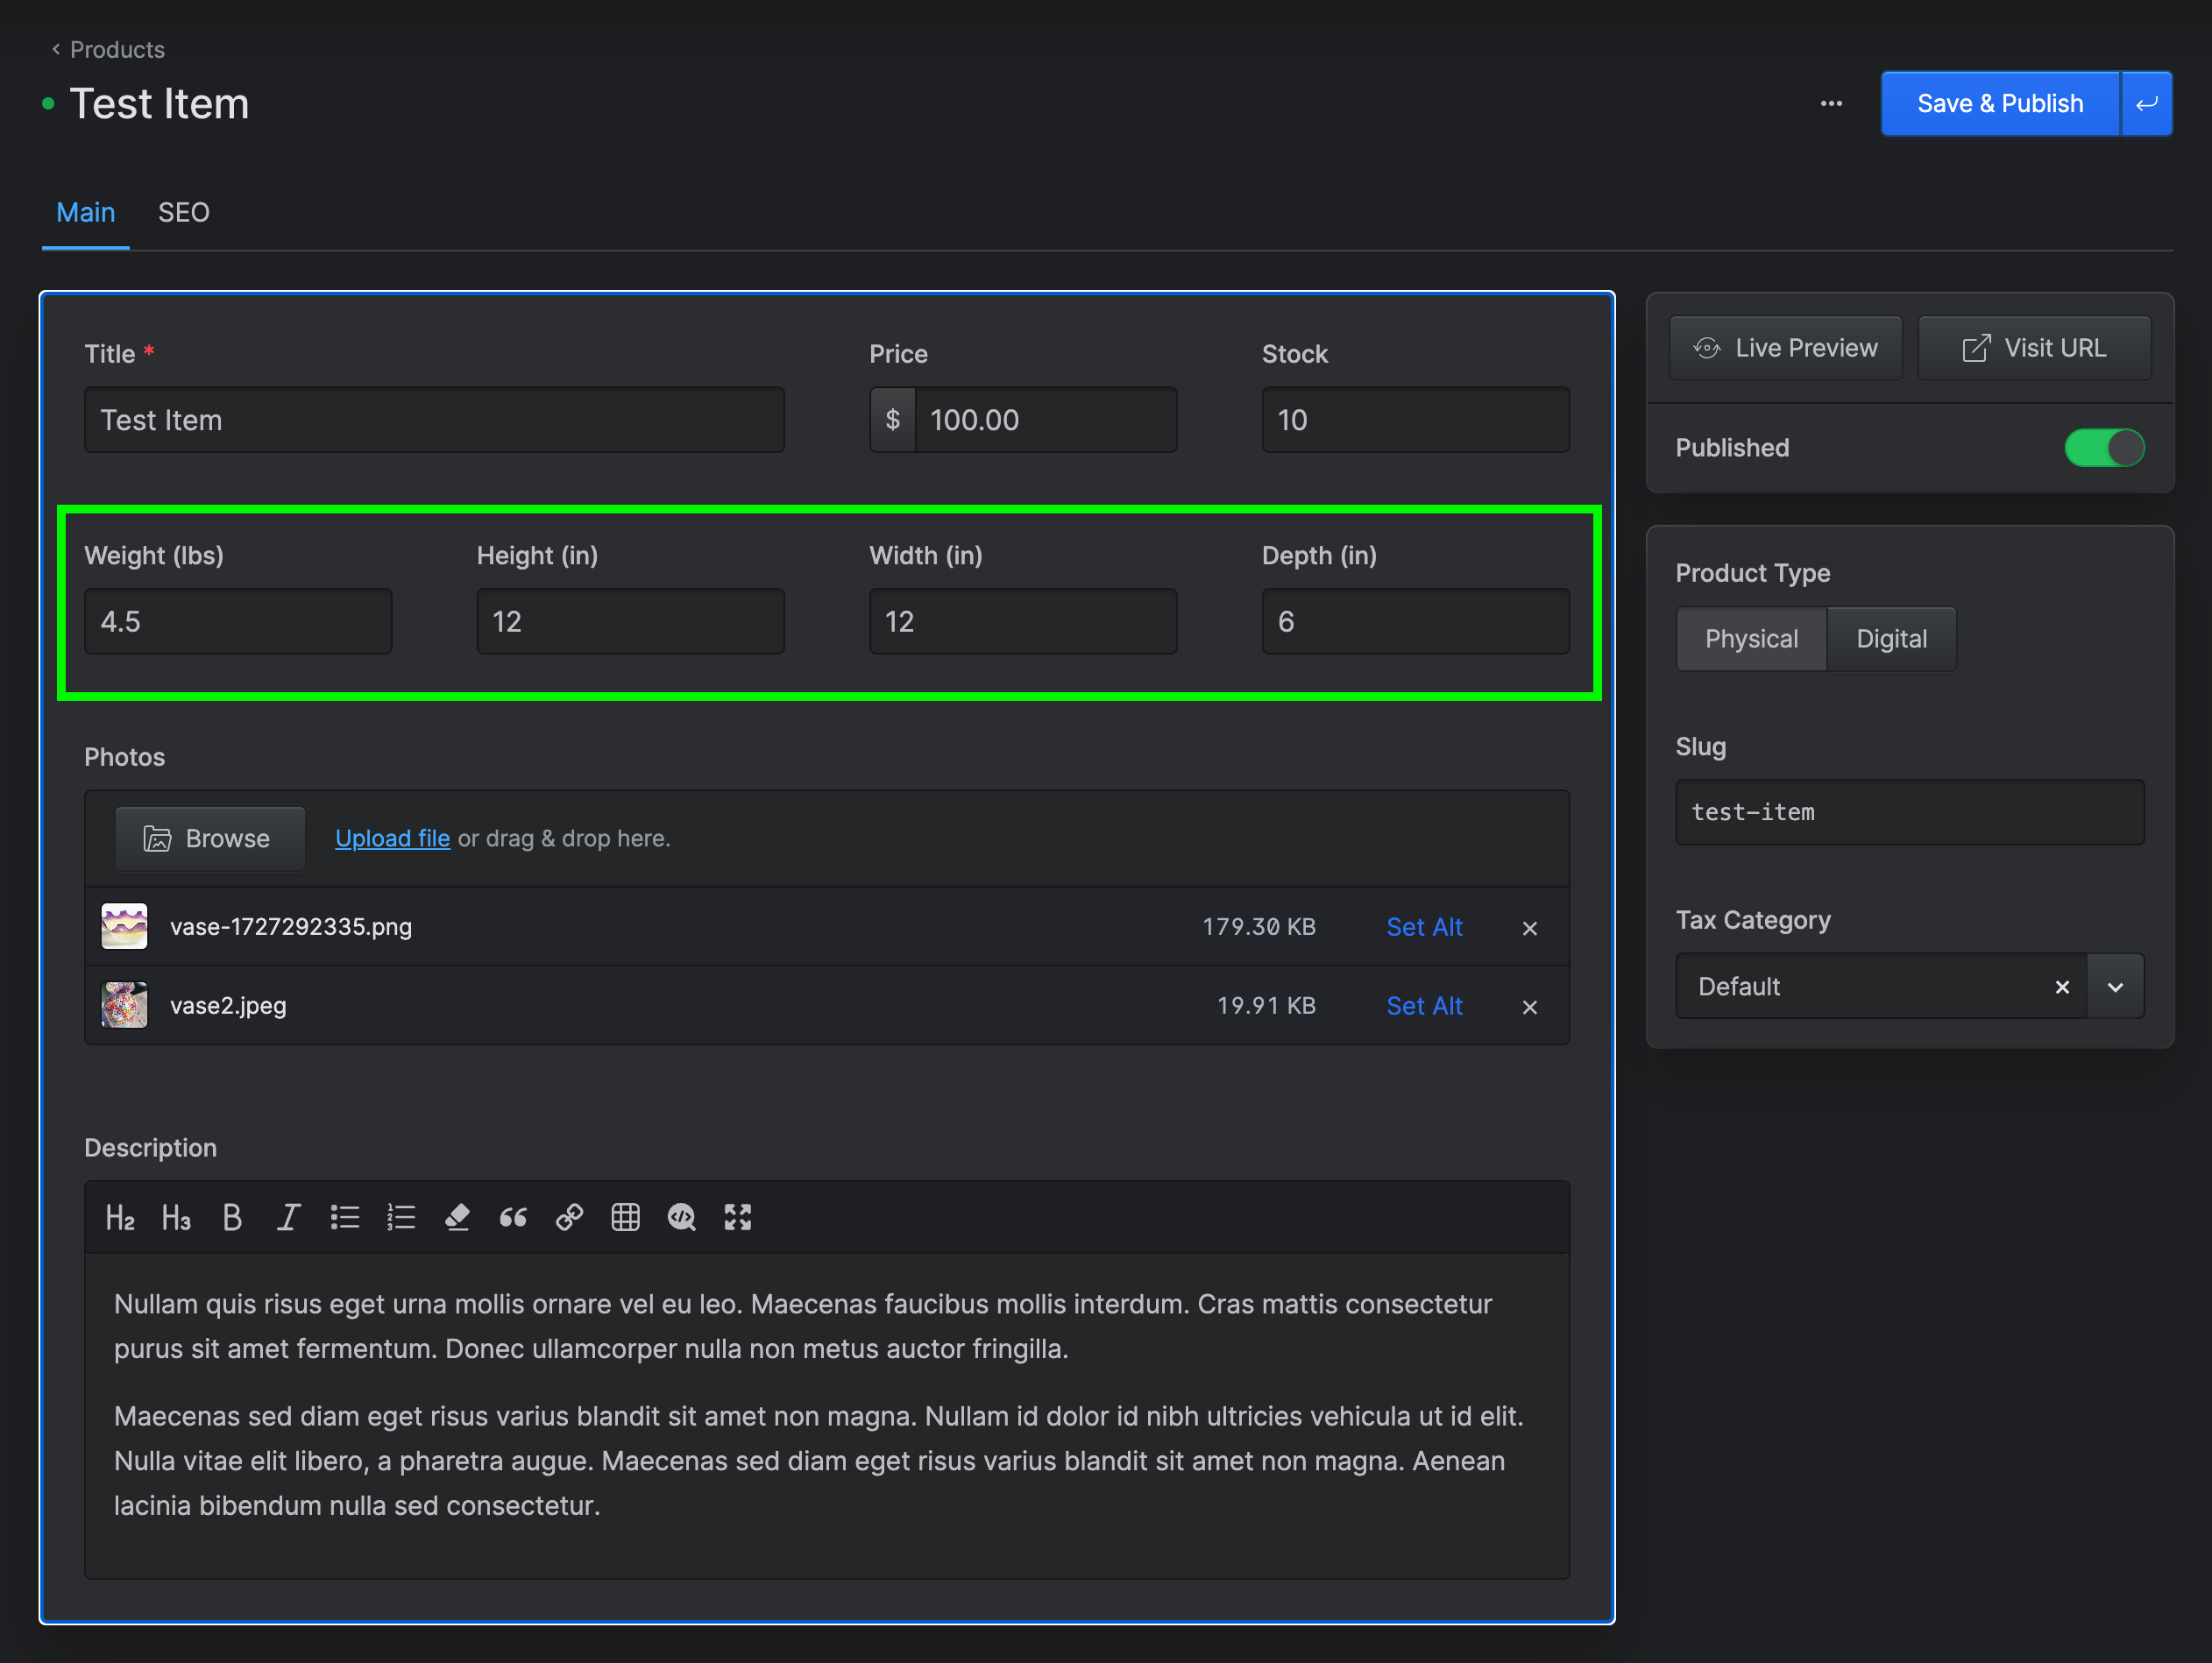 Products
Test Item
Save & Publish
Main
SEO
Title *
Price
Stock
Test Item
$ 100.00
10
Weight (lbs)
Height (in)
Width (in)
Depth (in)
4.5
12
12
6
Photos
Browse
Upload file or drag & drop here.
vase-1727292335.png
179.30 KB
Set Alt
vase2.jpeg
19.91 KB
Set Alt
Description
H2 H3 B I
Nullam quis risus eget urna mollis ornare vel eu leo. Maecenas faucibus mollis interdum. Cras mattis consectetur
purus sit amet fermentum. Donec ullamcorper nulla non metus auctor fringilla.
Maecenas sed diam eget risus varius blandit sit amet non magna. Nullam id dolor id nibh ultricies vehicula ut id elit.
Nulla vitae elit libero, a pharetra augue. Maecenas sed diam eget risus varius blandit sit amet non magna. Aenean
lacinia bibendum nulla sed consectetur.
Live Preview
Visit URL
Published
Product Type
Physical
Digital
Slug
test-item
Tax Category
Default